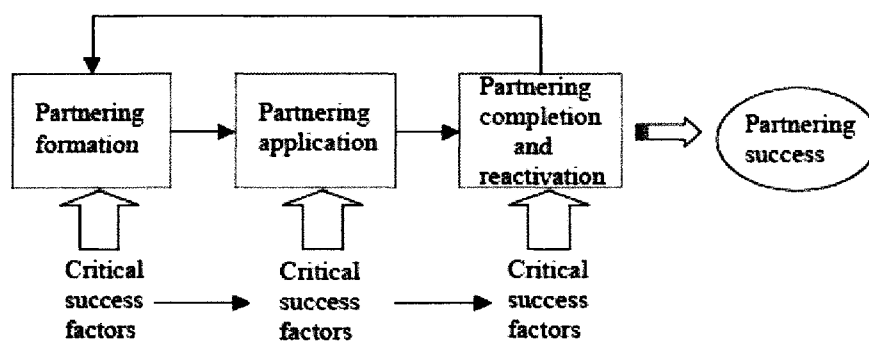 Partnering
formation
Partnering
application
Partnering
completion
and
reactivation
Partnering
success
Critical
success
factors
Critical
success
factors
Critical
success
factors